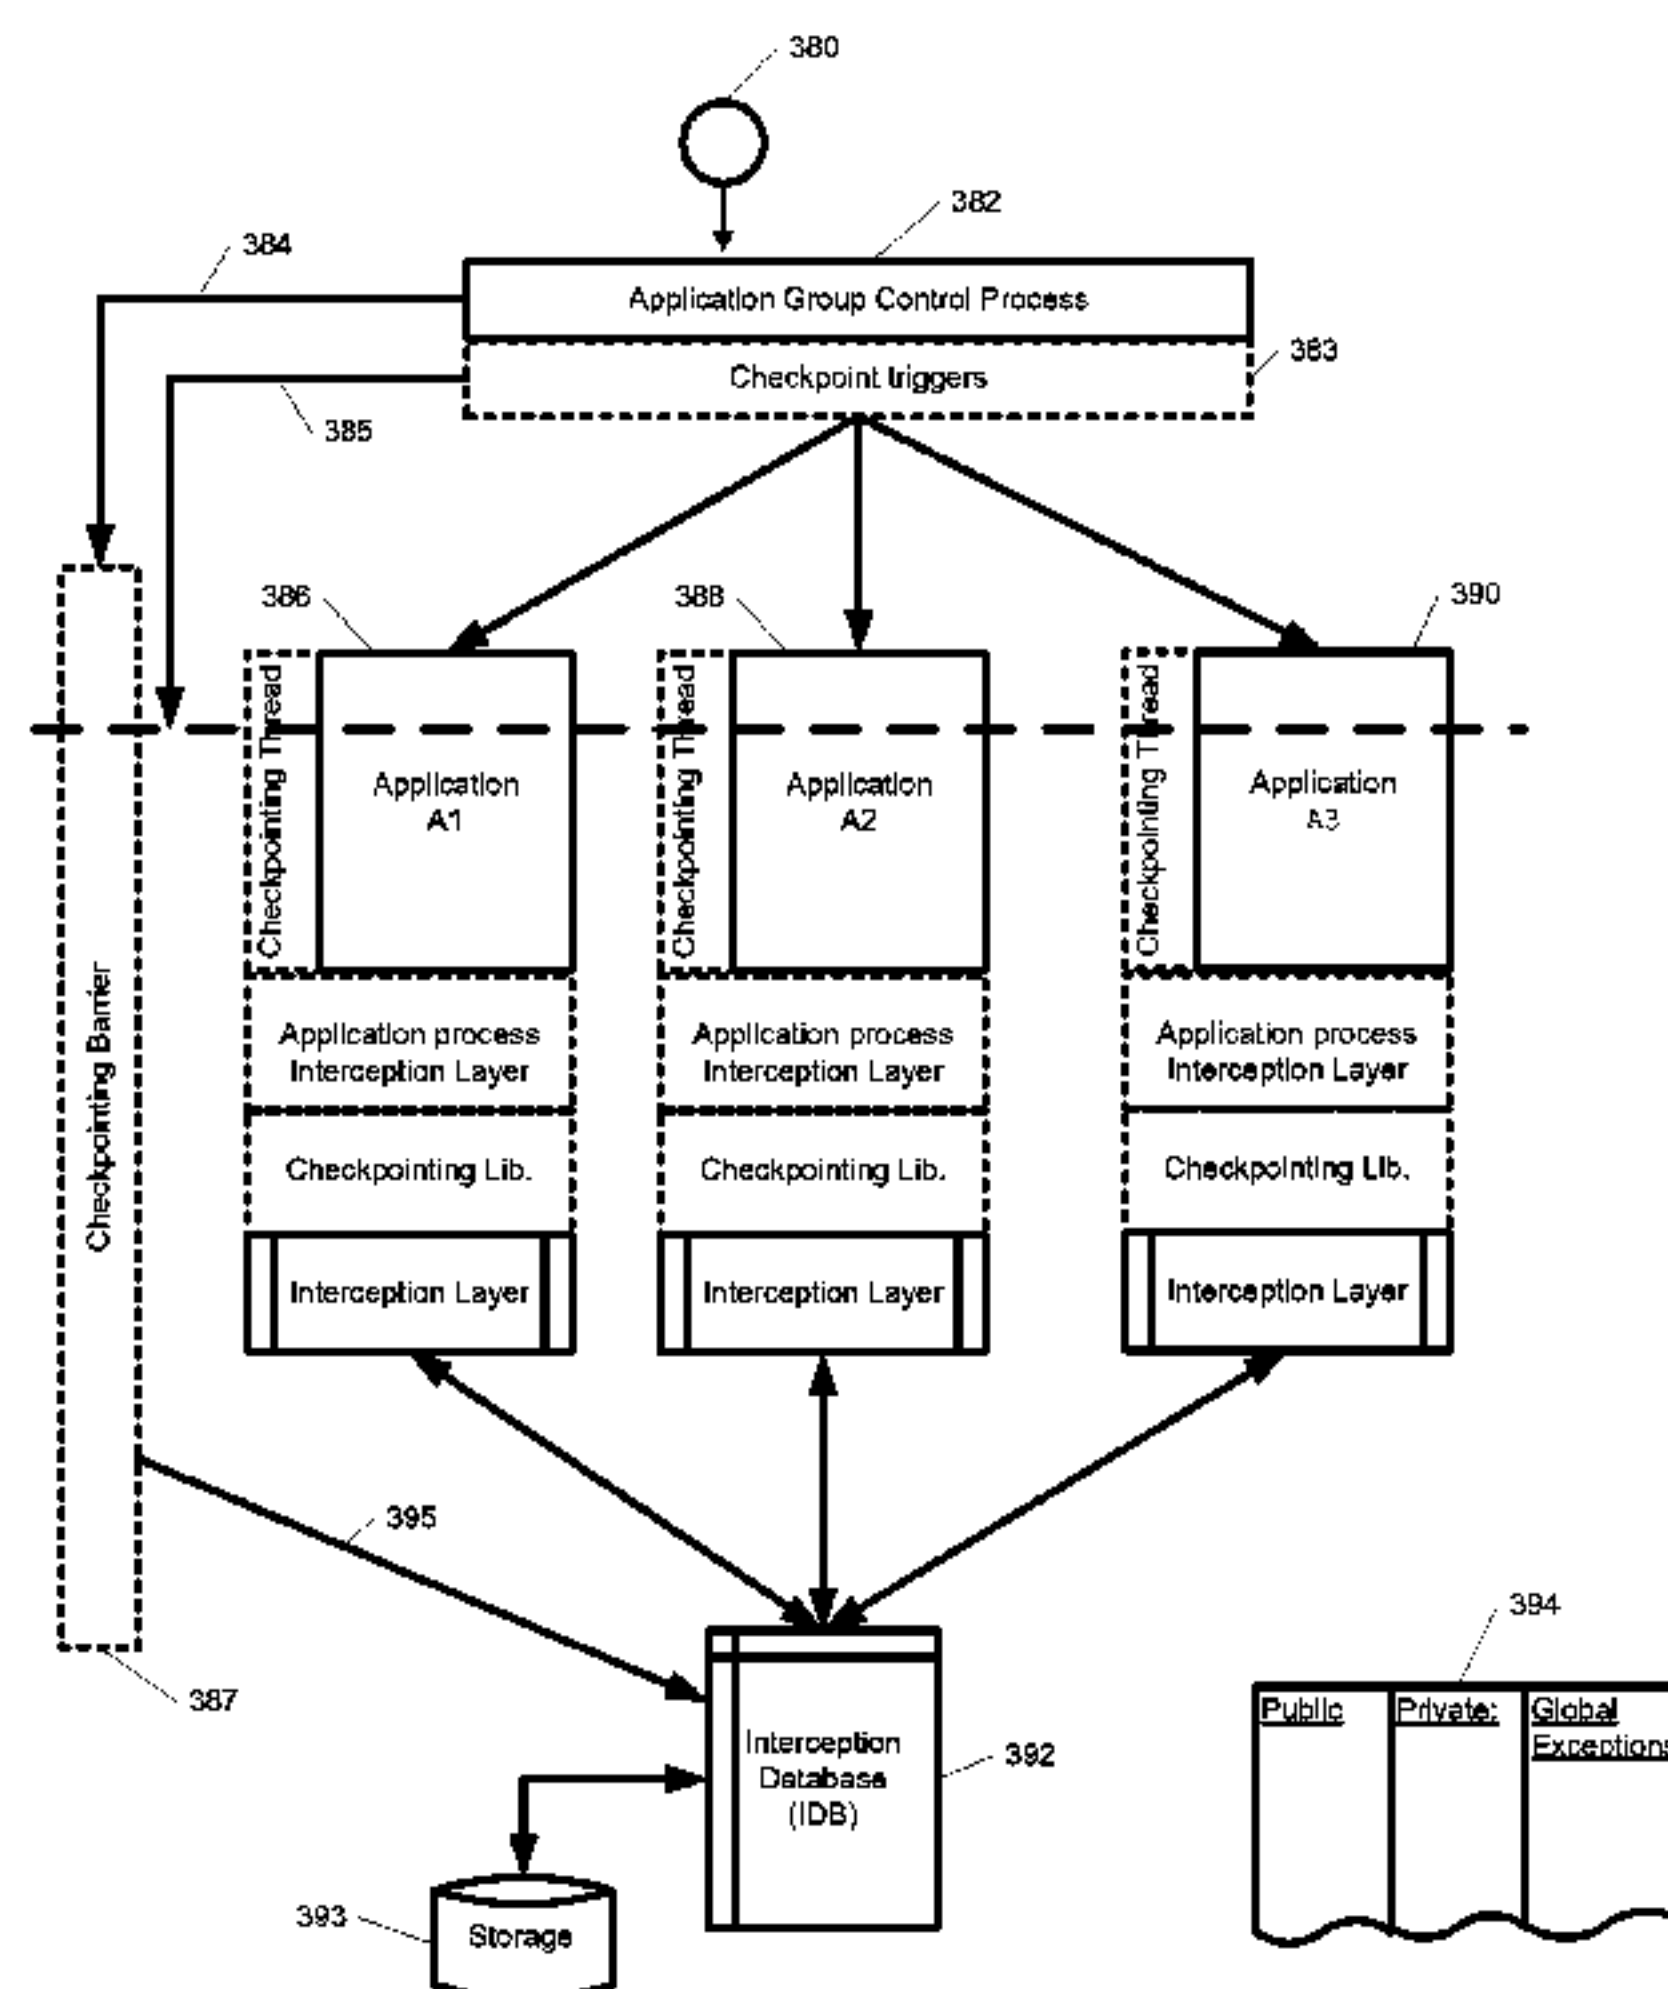 380
382
384
Application Group Control Process
383
Checkpoint triggers
385
386
388
390
Checkpointing Thread
Checkpointing Thread
Checkpointing Thread
Application
A1
Application
A2
Application
A3
Checkpointing Barrier
Application process
Interception Layer
Application process
Interception Layer
Application process
Interception Layer
Checkpointing Lib.
Checkpointing Lib.
Checkpointing Lib.
Interception Layer
Interception Layer
Interception Layer
395
394
387
Public
Private:
Global
Exceptions
Interception
Database
(IDB)
392
393
Storage